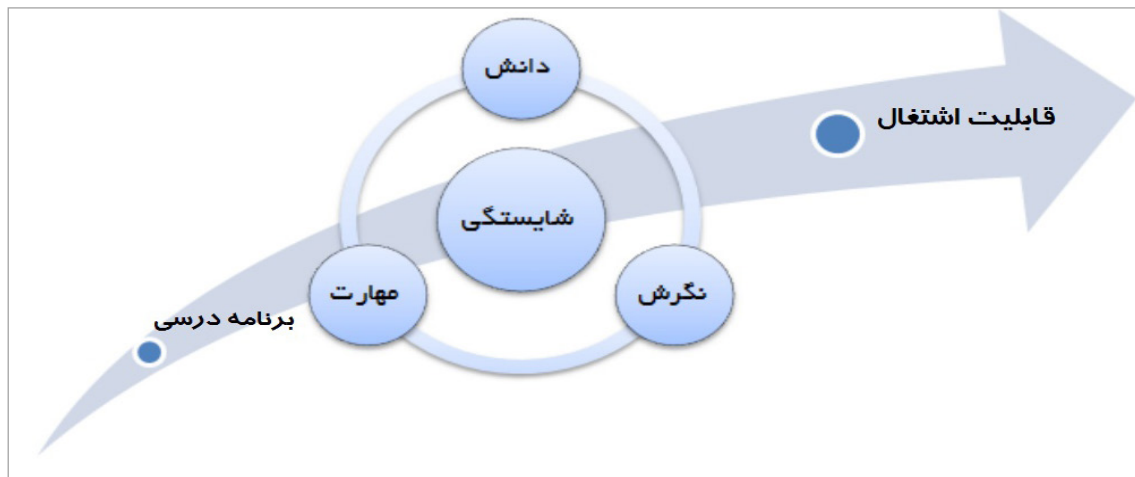 دانش
قابلیت اشتغال
شایستگی
مهارت
نگرش
برنامه درسی